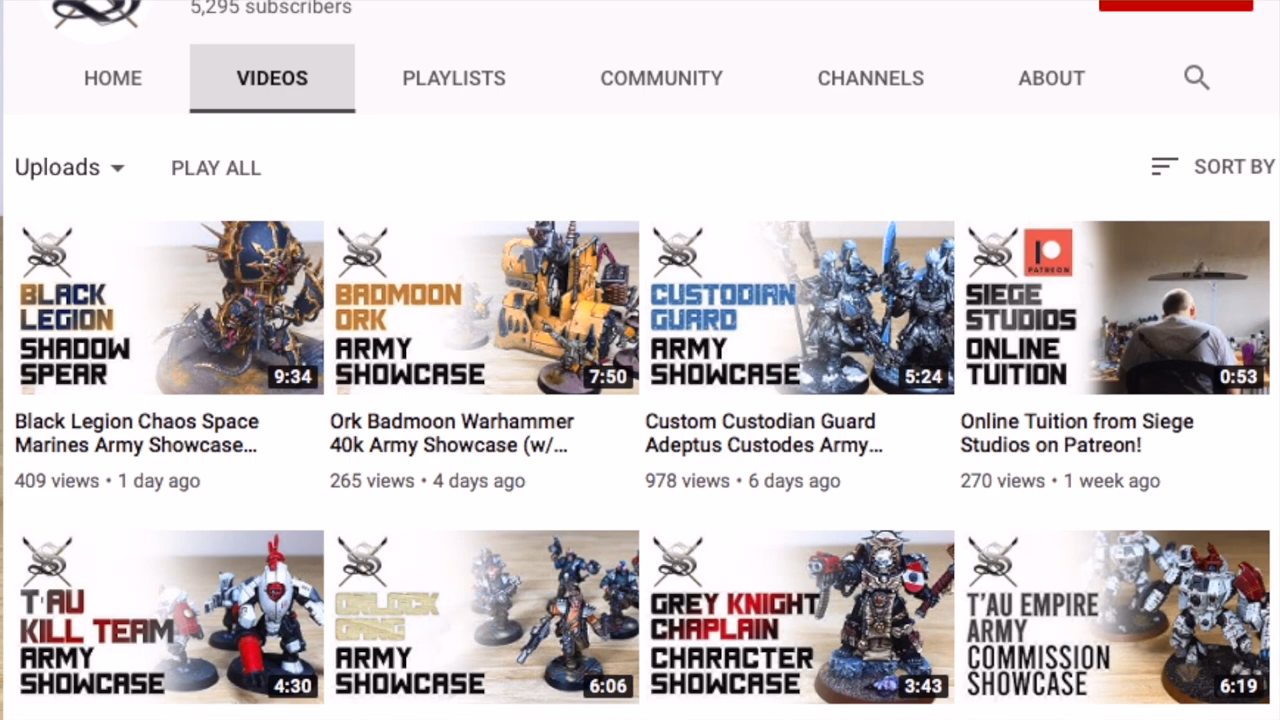 5,295 subscribers
HOME VIDEOS PLAYLISTS COMMUNITY CHANNELS ABOUT
Uploads PLAY ALL SORT BY
BLACK
LEGION
SHADOW
SPEAR
9:34
BADMOON
ORK
ARMY
SHOWCASE
7:50
CUSTODIAN
GUARD
ARMY
SHOWCASE
5:24
PATREON
SIEGE
STUDIOS
ONLINE
TUITION
0:53
Black Legion Chaos Space
Marines Army Showcase...
409 views • 1 day ago
Ork Badmoon Warhammer
40k Army Showcase (w/...
265 views • 4 days ago
Custom Custodian Guard
Adeptus Custodes Army...
978 views • 6 days ago
Online Tuition from Siege
Studios on Patreon!
270 views • 1 week ago
T'AU
KILL TEAM
ARMY
SHOWCASE
4:30
ORLOCK
GANG
ARMY
SHOWCASE
6:06
GREY KNIGHT
CHAPLAIN
CHARACTER
SHOWCASE
3:43
T'AU EMPIRE
ARMY
COMMISSION
SHOWCASE
6:19